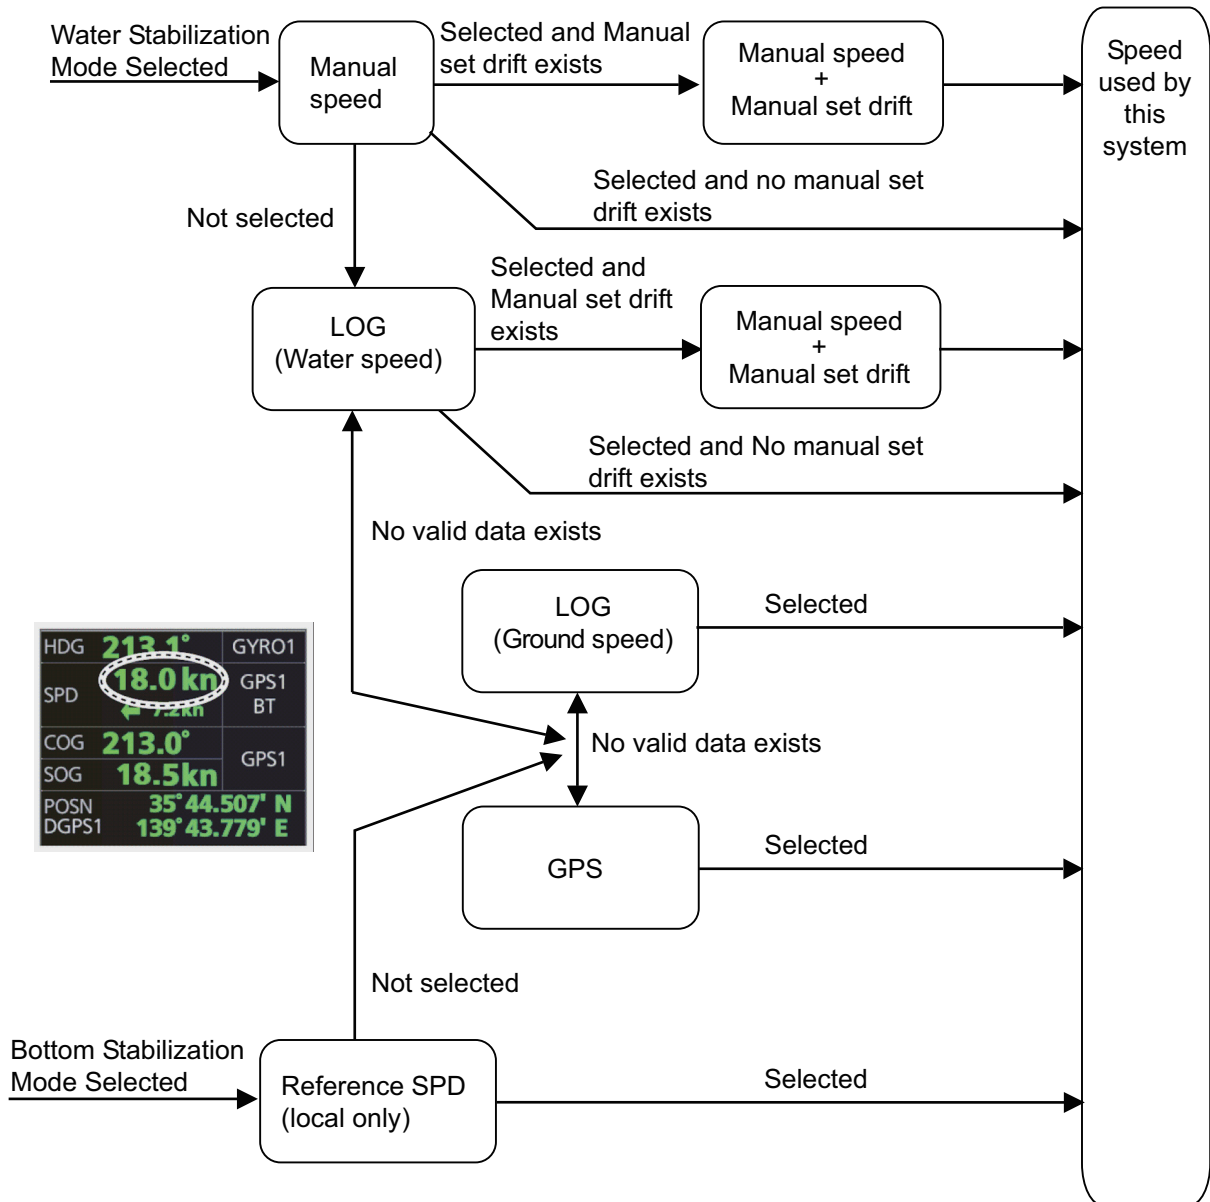 Water Stabilization
Mode Selected
Manual
speed
Selected and Manual
set drift exists
Manual speed
+
Manual set drift
Speed
used by
this
system
Selected and no manual set
drift exists
Not selected
Selected and
Manual set drift
exists
LOG
(Water speed)
Manual speed
+
Manual set drift
Selected and No manual set
drift exists
No valid data exists
LOG
(Ground speed)
Selected
HDG 213.1° GYRO1
SPD 18.0 kn GPS1
7.2kn BT
COG 213.0°
GPS1
SOG 18.5kn
POSN 35°44.507' N
DGPS1 139°43.779' E
No valid data exists
GPS
Selected
Not selected
Bottom Stabilization
Mode Selected
Reference SPD
(local only)
Selected